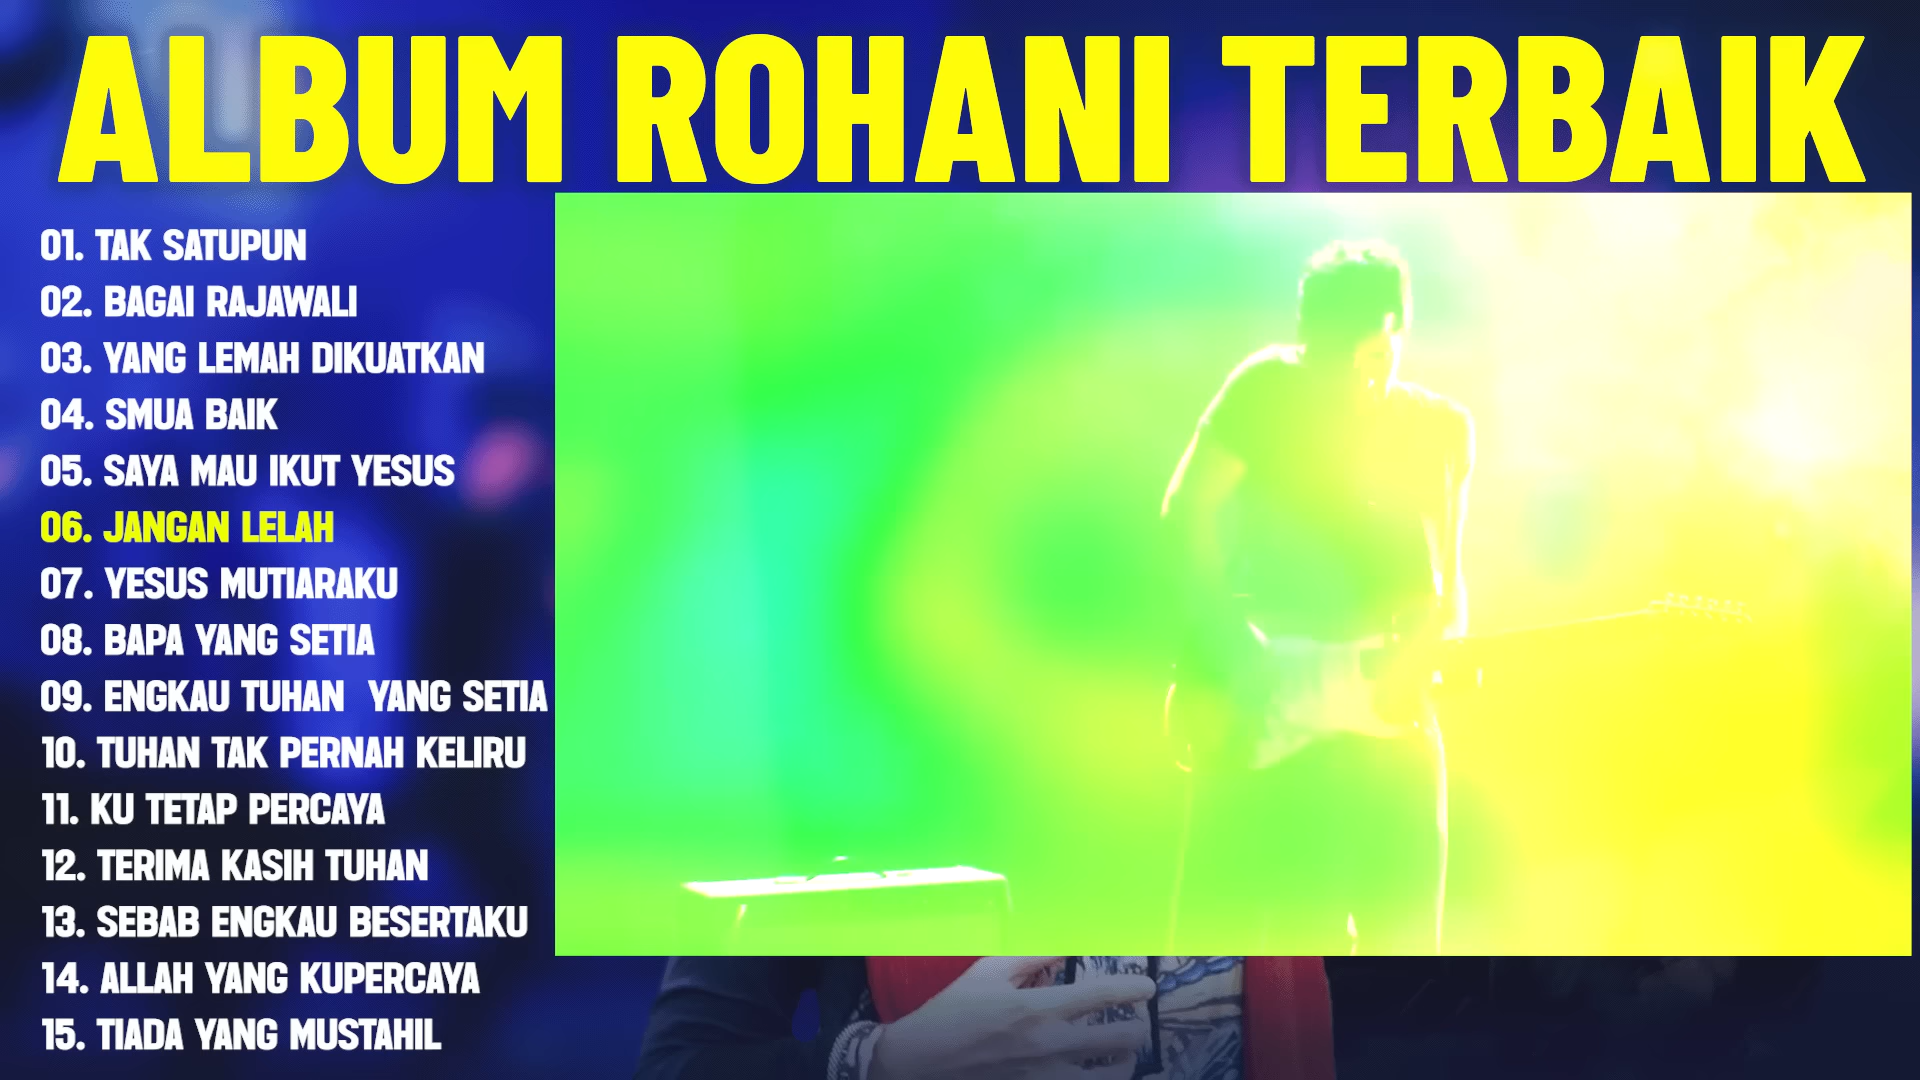 ALBUM ROHANI TERBAIK
01. TAK SATUPUN
02. BAGAI RAJAWALI
03. YANG LEMAH DIKUATKAN
04. SMUA BAIK
05. SAYA MAU IKUT YESUS
06. JANGAN LELAH
07. YESUS MUTIARAKU
08. BAPA YANG SETIA
09. ENGKAU TUHAN  YANG SETIA
10. TUHAN TAK PERNAH KELIRU
11. KU TETAP PERCAYA
12. TERIMA KASIH TUHAN
13. SEBAB ENGKAU BESERTAKU
14. ALLAH YANG KUPERCAYA
15. TIADA YANG MUSTAHIL